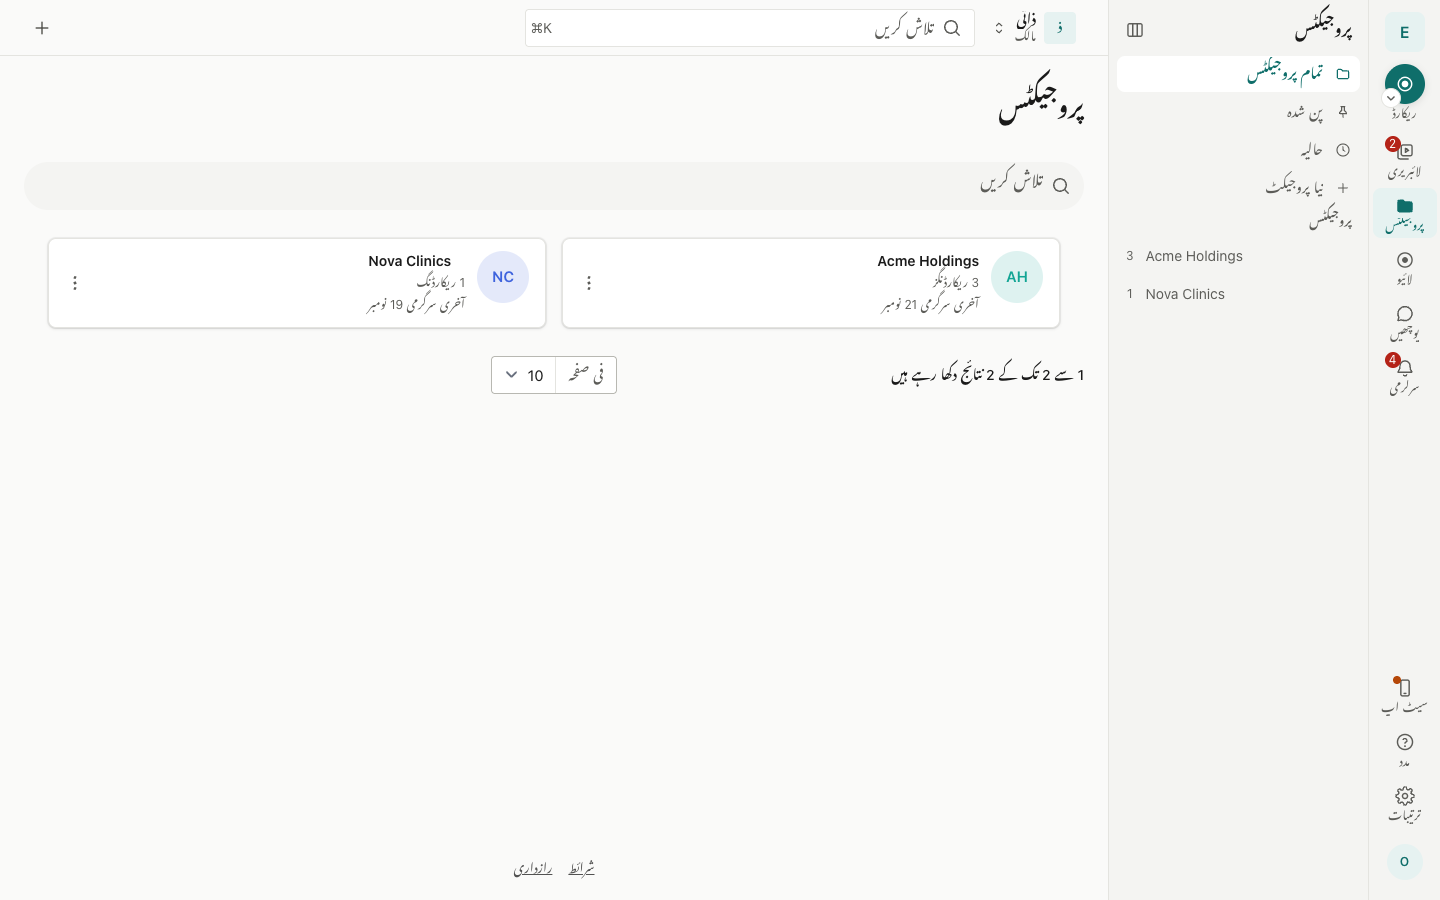 E
ریکارڈ
2
لائبریری
پروجیکٹس
لائیو
پوچھیں
4
سرگرمی
سیٹ اپ
مدد
ترتیبات
O
پروجیکٹس
تمام پروجیکٹس
پن شدہ
حالیہ
نیا پروجیکٹ
پروجیکٹس
Acme Holdings 3
Nova Clinics 1
ذ
ذاتی
مالک
تلاش کریں ⌘K
پروجیکٹس
تلاش کریں
AH
Acme Holdings
3 ریکارڈنگز
آخری سرگرمی 21 نومبر
NC
Nova Clinics
1 ریکارڈنگ
آخری سرگرمی 19 نومبر
1 سے 2 تک کے 2 نتائج دکھا رہے ہیں
فی صفحہ 10
شرائط رازداری